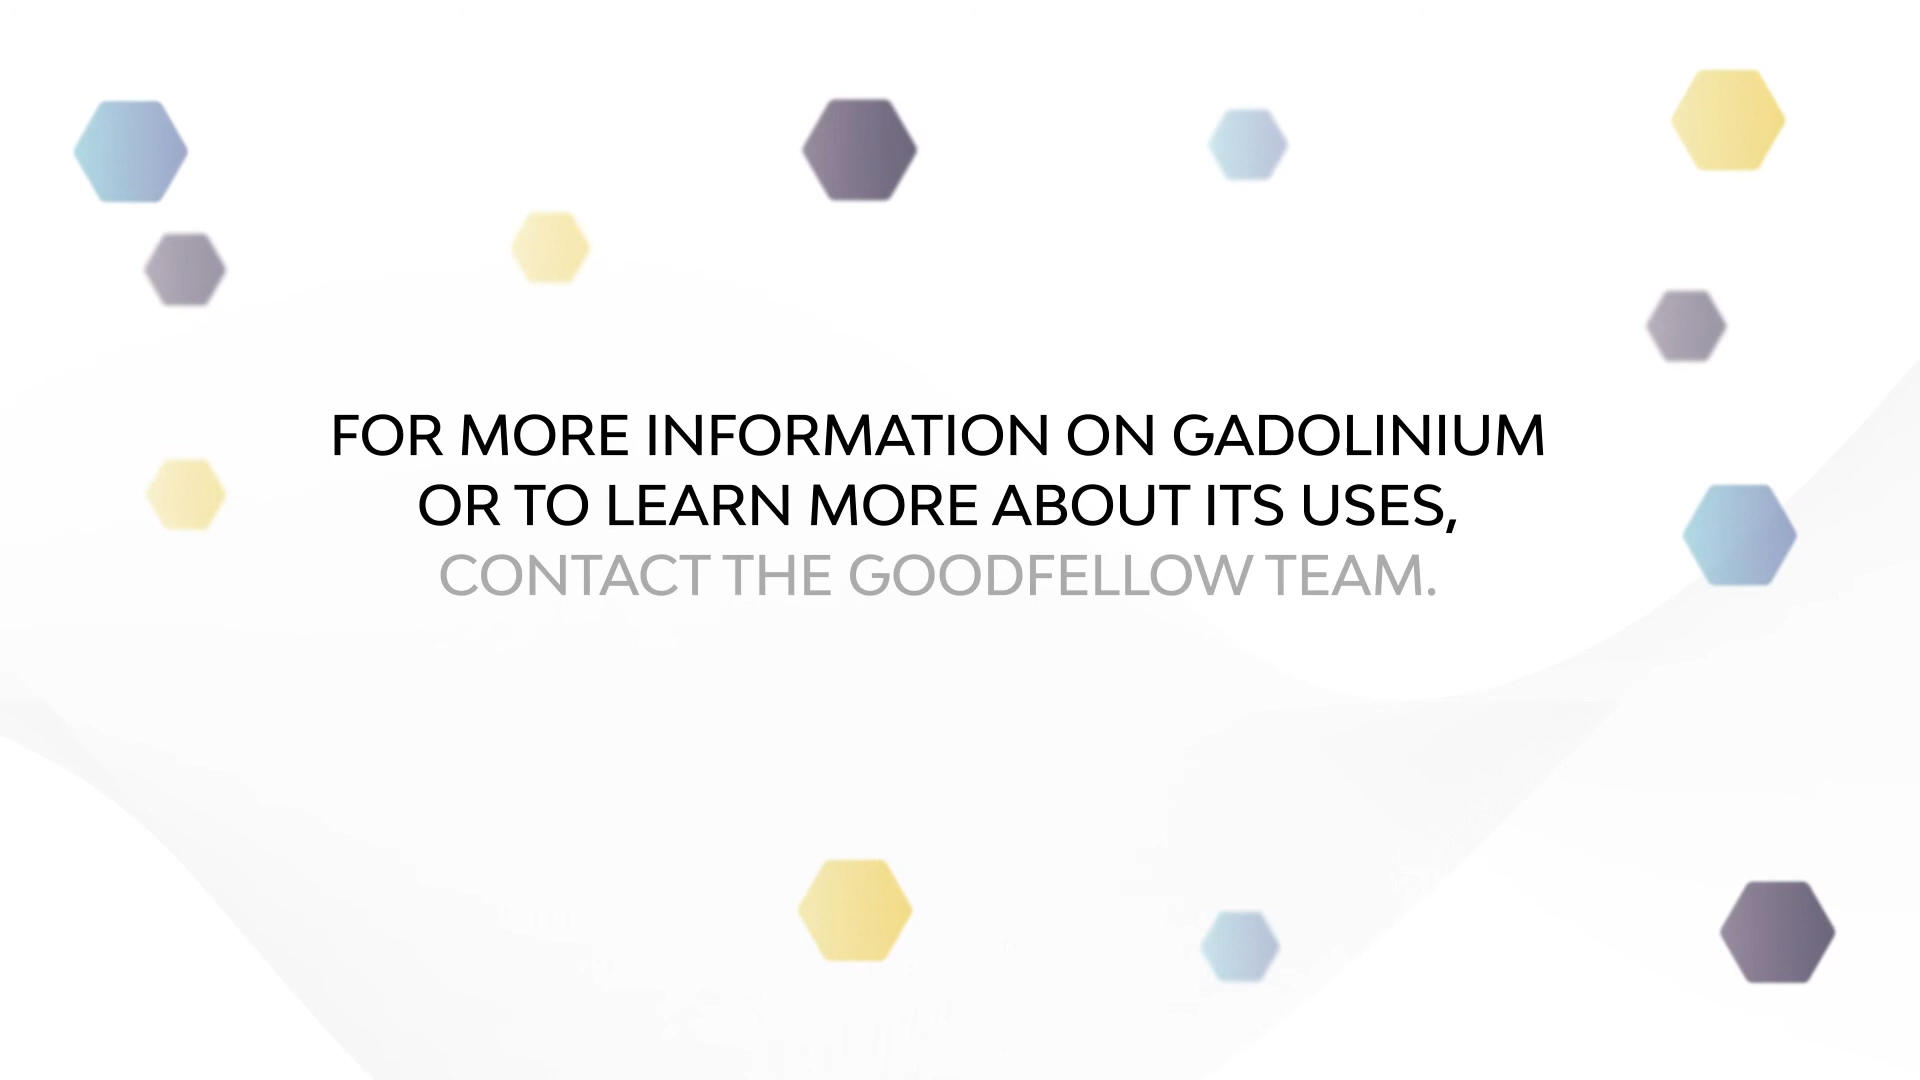 FOR MORE INFORMATION ON GADOLINIUM
OR TO LEARN MORE ABOUT ITS USES,
CONTACT THE GOODFELLOW TEAM.